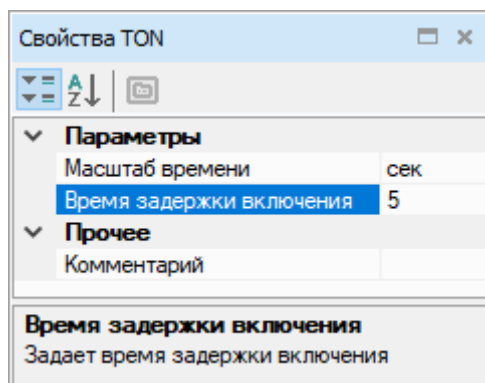 Свойства TON
Параметры
Масштаб времени сек
Время задержки включения 5
Прочее
Комментарий
Время задержки включения
Задает время задержки включения